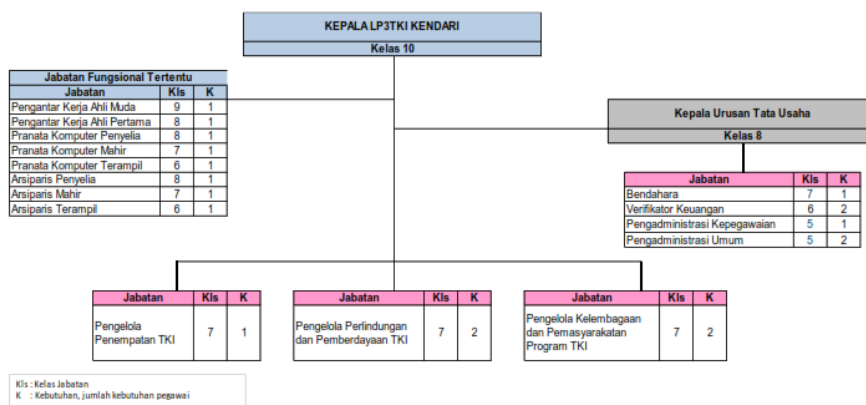 KEPALA LP3TKI KENDARI
Kelas 10
Jabatan Fungsional Tertentu
Jabatan Kls K
Pengantar Kerja Ahli Muda 9 1
Pengantar Kerja Ahli Pertama 8 1
Pranata Komputer Penyelia 8 1
Pranata Komputer Mahir 7 1
Pranata Komputer Terampil 6 1
Arsiparis Penyelia 8 1
Arsiparis Mahir 7 1
Arsiparis Terampil 6 1
Kepala Urusan Tata Usaha
Kelas 8
Jabatan Kls K
Bendahara 7 1
Verifikator Keuangan 6 2
Pengadministrasi Kepegawaian 5 1
Pengadministrasi Umum 5 2
Jabatan Kls K
Pengelola
Penempatan TKI 7 1
Jabatan Kls K
Pengelola Perlindungan
dan Pemberdayaan TKI 7 2
Jabatan Kls K
Pengelola Kelembagaan
dan Pemasyarakatan 7 2
Program TKI
Kls : Kelas Jabatan
K : Kebutuhan, jumlah kebutuhan pegawai